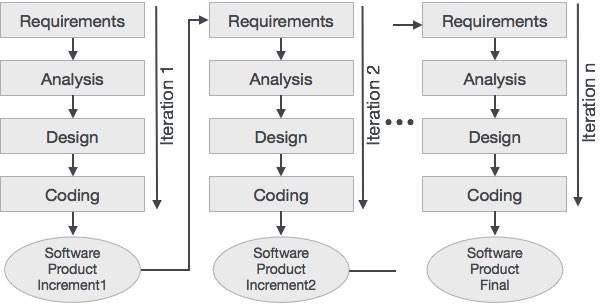 Requirements
Analysis
Design
Coding
Software
Product
Increment1
Iteration 1
Requirements
Analysis
Design
Coding
Software
Product
Increment2
Iteration 2
Requirements
Analysis
Design
Coding
Software
Product
Final
Iteration n